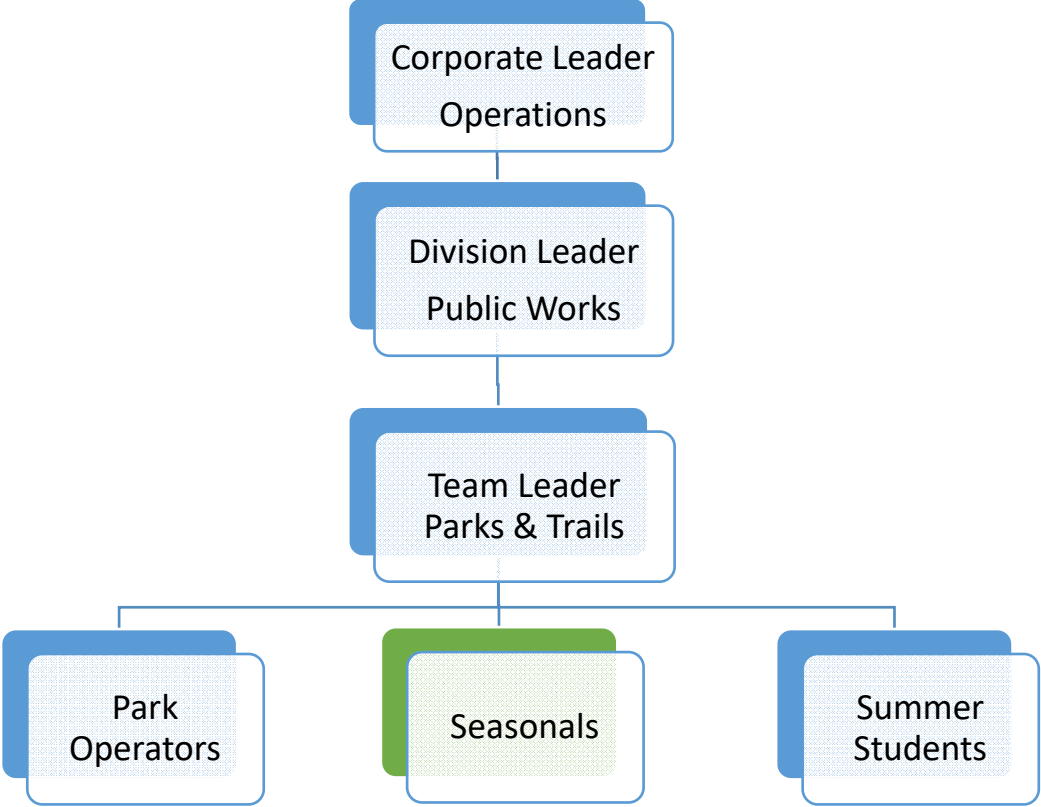 Corporate Leader
Operations
Division Leader
Public Works
Team Leader
Parks & Trails
Park
Operators
Seasonals
Summer
Students